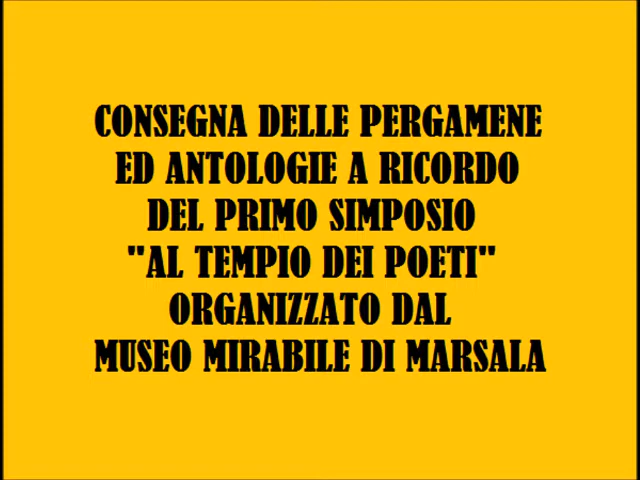 CONSEGNA DELLE PERGAMENE
ED ANTOLOGIE A RICORDO
DEL PRIMO SIMPOSIO
"AL TEMPIO DEI POETI"
ORGANIZZATO DAL
MUSEO MIRABILE DI MARSALA